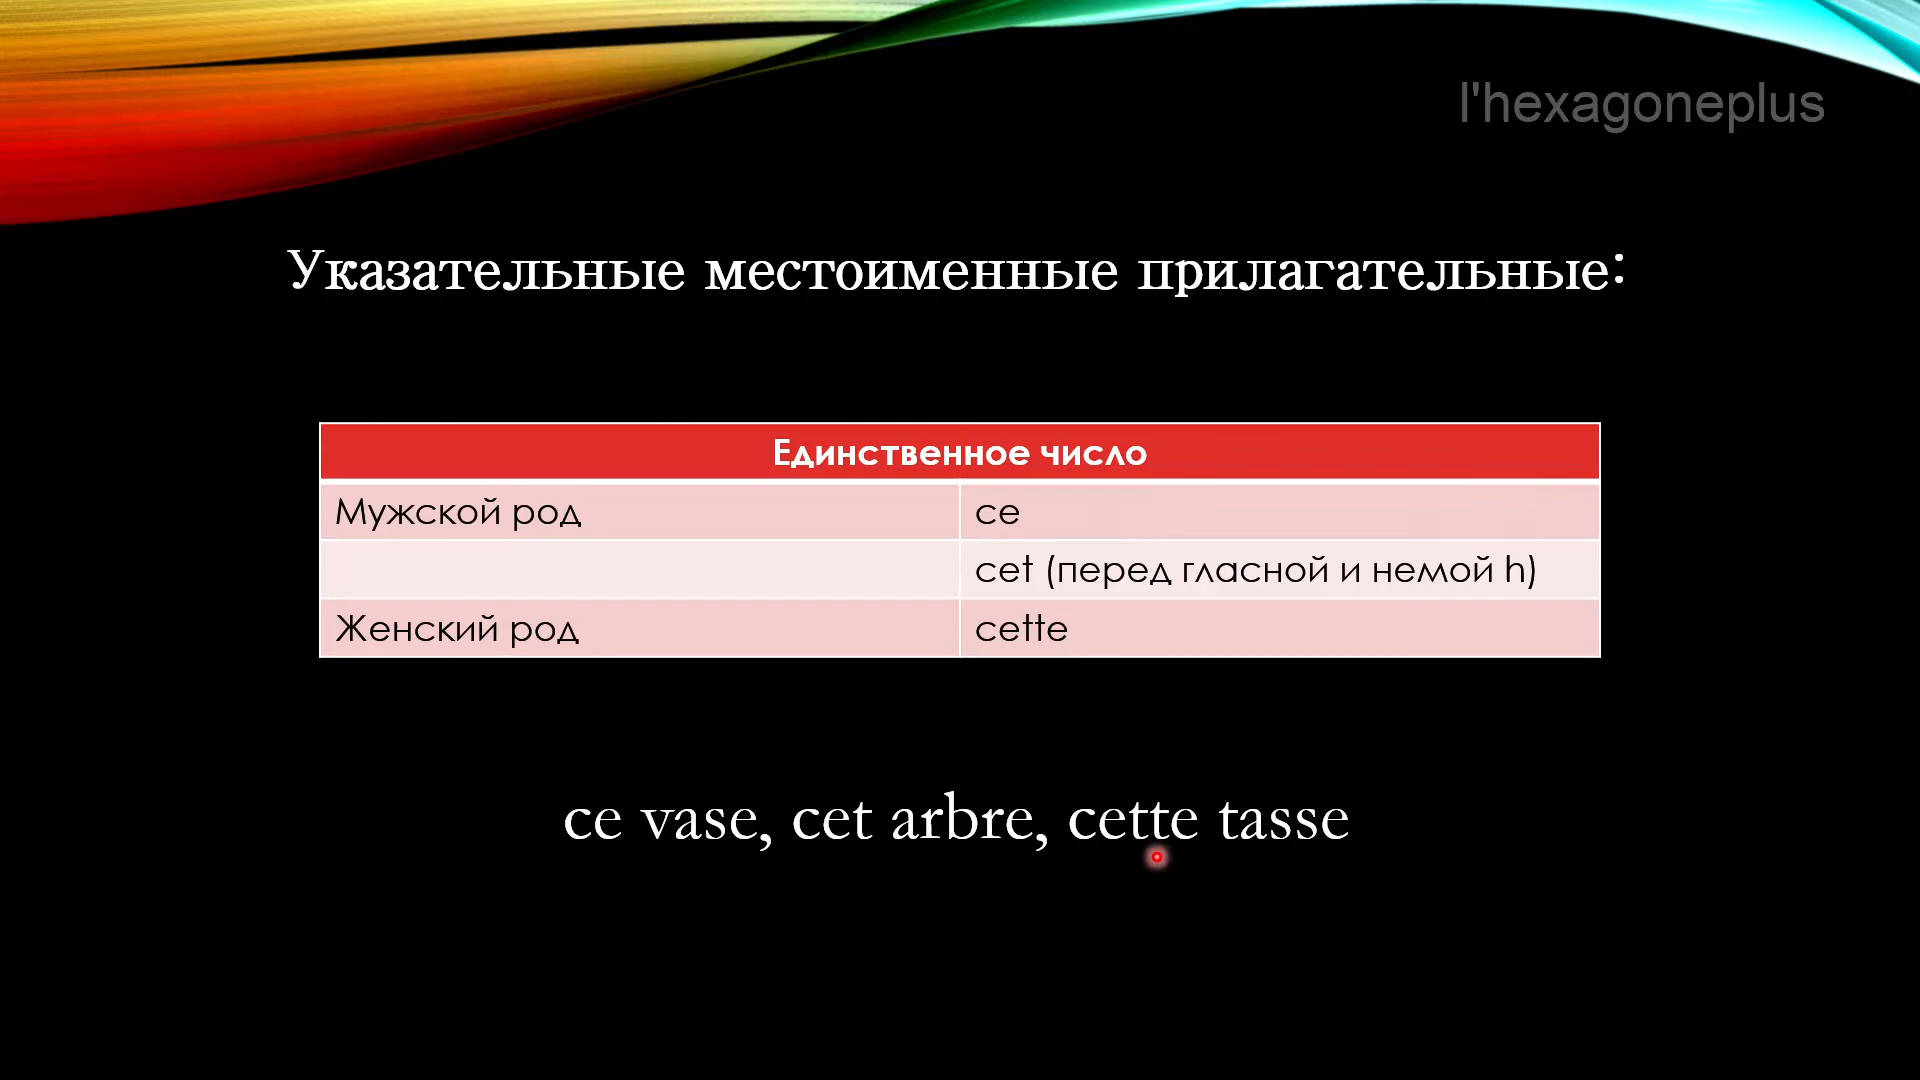 l'hexagoneplus
Указательные местоименные прилагательные:
Единственное число
Мужской род ce
cet (перед гласной и немой h)
Женский род cette
ce vase, cet arbre, cette tasse